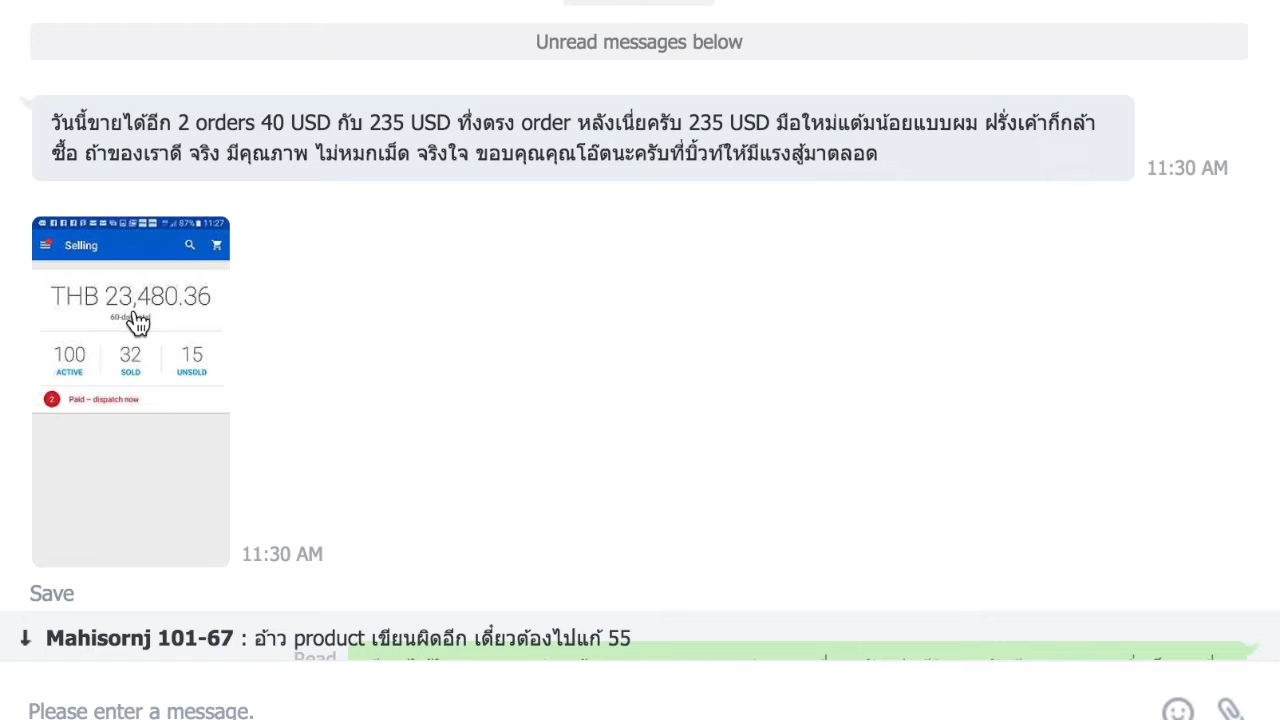 Unread messages below
วันนี้ขายได้อีก 2 orders 40 USD กับ 235 USD ทึ่งตรง order หลังเนี่ยครับ 235 USD มือใหม่แต้มน้อยแบบผม ฝรั่งเค้าก็กล้า
ซื้อ ถ้าของเราดี จริง มีคุณภาพ ไม่หมกเม็ด จริงใจ ขอบคุณคุณโอ๊ตนะครับที่บิ้วท์ให้มีแรงสู้มาตลอด
11:30 AM
87% 11:27
Selling
THB 23,480.36
100 32 15
ACTIVE SOLD UNSOLD
2 Paid – dispatch now
11:30 AM
Save
Mahisornj 101-67 : อ้าว product เขียนผิดอีก เดี๋ยวต้องไปแก้ 55
Read
Please enter a message.